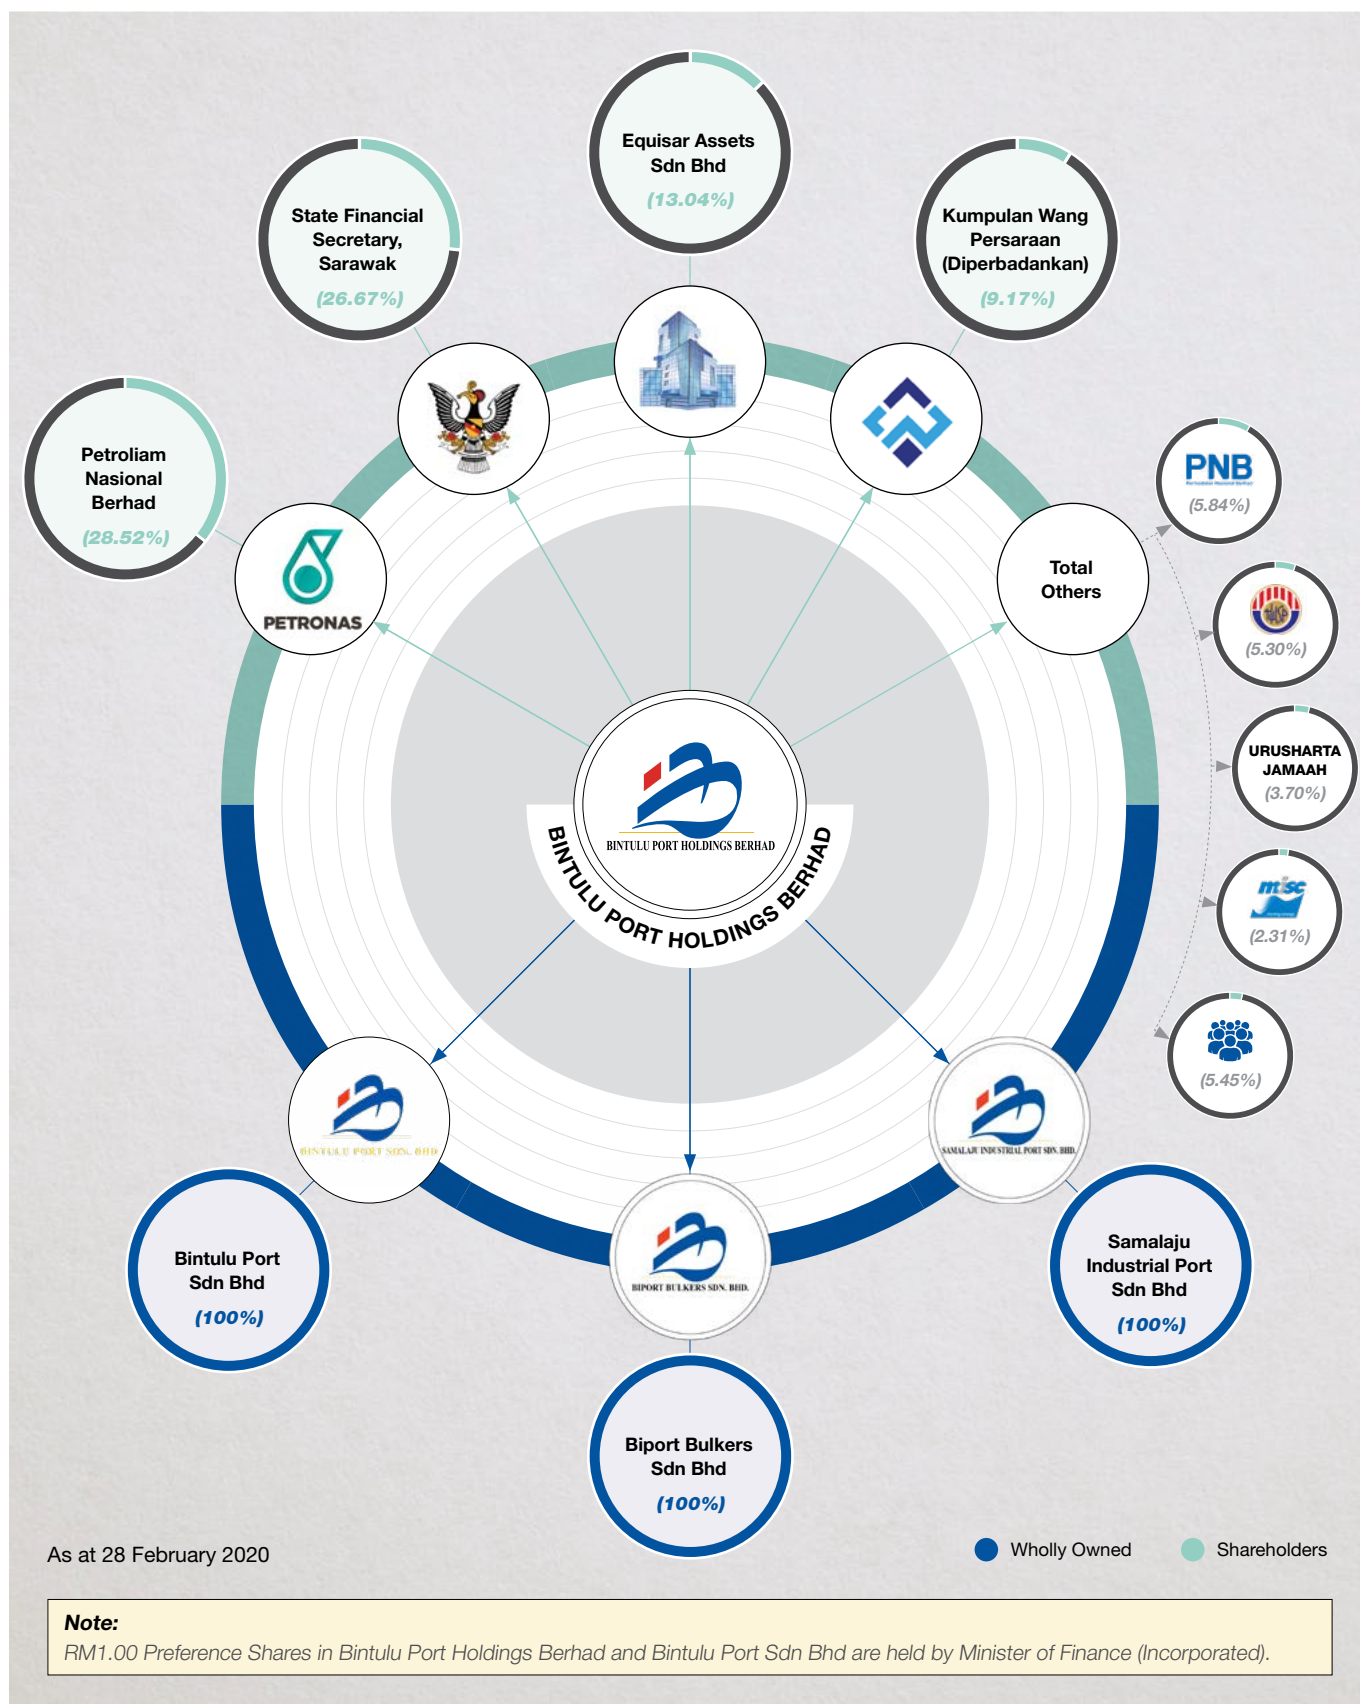 Equisar Assets
Sdn Bhd
(13.04%)
State Financial
Secretary,
Sarawak
(26.67%)
Kumpulan Wang
Persaraan
(Diperbadankan)
(9.17%)
Petroliam
Nasional
Berhad
(28.52%)
PETRONAS
Total
Others
PNB
Permodalan Nasional Berhad
(5.84%)
(5.30%)
URUSHARTA
JAMAAH
(3.70%)
misc
(2.31%)
(5.45%)
BINTULU PORT HOLDINGS BERHAD
BINTULU PORT HOLDINGS BERHAD
BINTULU PORT SDN. BHD.
BIPORT BULKERS SDN. BHD.
SAMALAJU INDUSTRIAL PORT SDN. BHD.
Bintulu Port
Sdn Bhd
(100%)
Samalaju
Industrial Port
Sdn Bhd
(100%)
Biport Bulkers
Sdn Bhd
(100%)
As at 28 February 2020
Wholly Owned
Shareholders
Note:
RM1.00 Preference Shares in Bintulu Port Holdings Berhad and Bintulu Port Sdn Bhd are held by Minister of Finance (Incorporated).